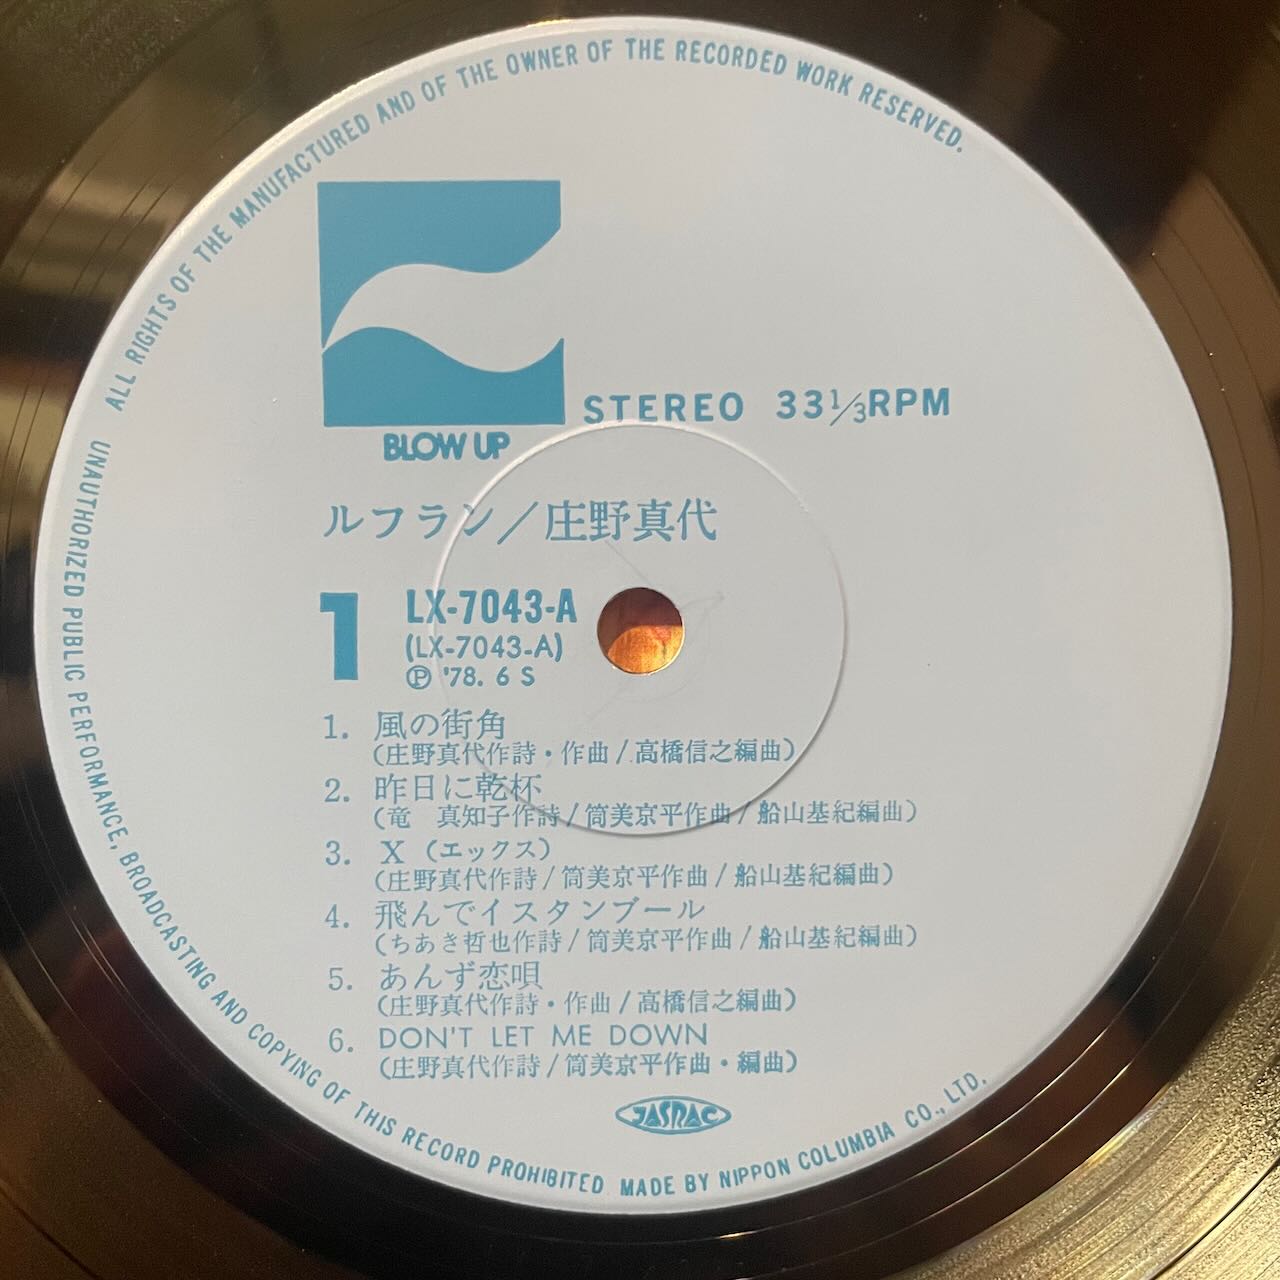 ALL RIGHTS OF THE MANUFACTURED AND OF THE OWNER OF THE RECORDED WORK RESERVED.
BLOW UP
STEREO 33 1/3 RPM
ルフラン／庄野真代
1
LX-7043-A
(LX-7043-A)
Ⓟ '78. 6 S
1. 風の街角
(庄野真代作詩・作曲/高橋信之編曲)
2. 昨日に乾杯
(竜　真知子作詩/筒美京平作曲/船山基紀編曲)
3. X (エックス)
(庄野真代作詩/筒美京平作曲/船山基紀編曲)
4. 飛んでイスタンブール
(ちあき哲也作詩/筒美京平作曲/船山基紀編曲)
5. あんず恋唄
(庄野真代作詩・作曲/高橋信之編曲)
6. DON'T LET ME DOWN
(庄野真代作詩/筒美京平作曲・編曲)
JASRAC
UNAUTHORIZED PUBLIC PERFORMANCE, BROADCASTING AND COPYING OF THIS RECORD PROHIBITED MADE BY NIPPON COLUMBIA CO., LTD.